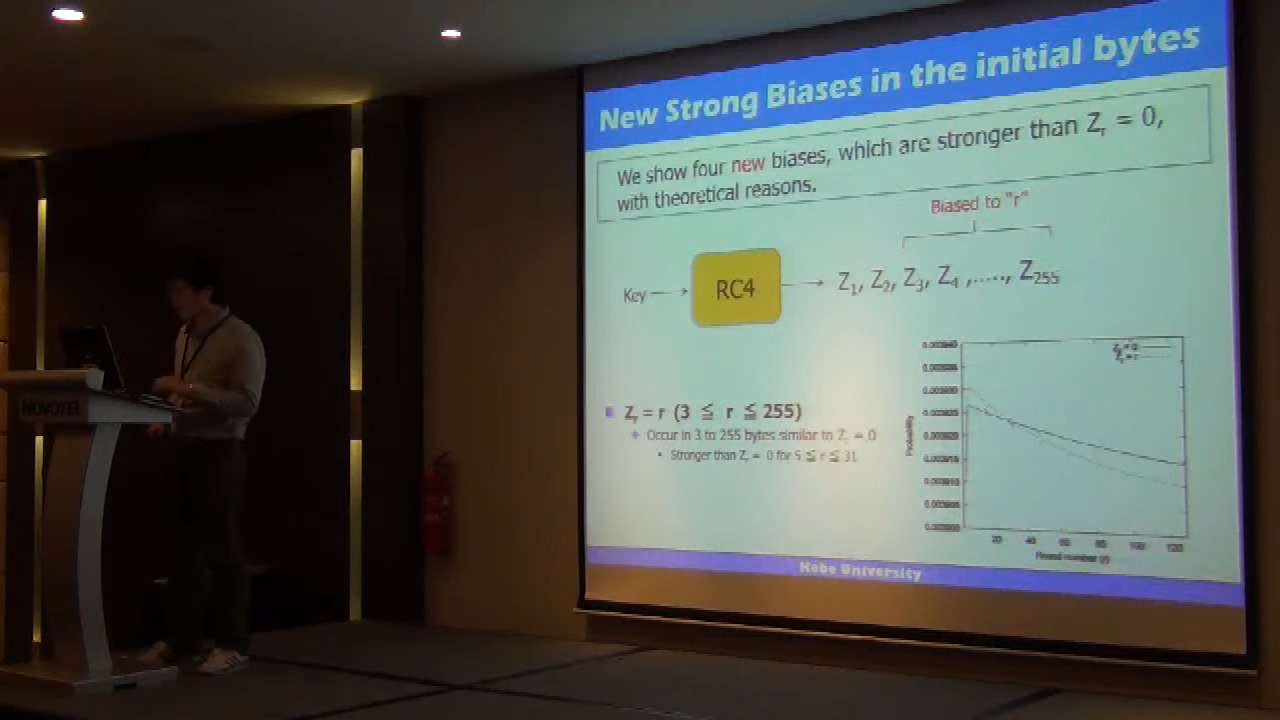 New Strong Biases in the initial bytes
We show four new biases, which are stronger than Zᵣ = 0,
with theoretical reasons.
Biased to "r"
Key
RC4
Z₁, Z₂, Z₃, Z₄ ,....., Z₂₅₅
Zᵣ = r (3 ≦ r ≦ 255)
Occur in 3 to 255 bytes similar to Zᵣ = 0
Stronger than Zᵣ = 0 for 5 ≦ r ≦ 31
Probability
20 40 60 80 100 120
Round number (r)
Kobe University
NOVOTEL